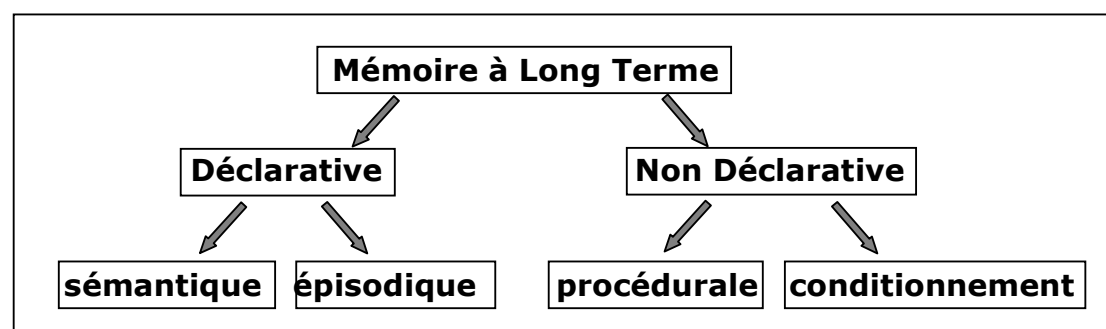 Mémoire à Long Terme
Déclarative
Non Déclarative
sémantique
épisodique
procédurale
conditionnement